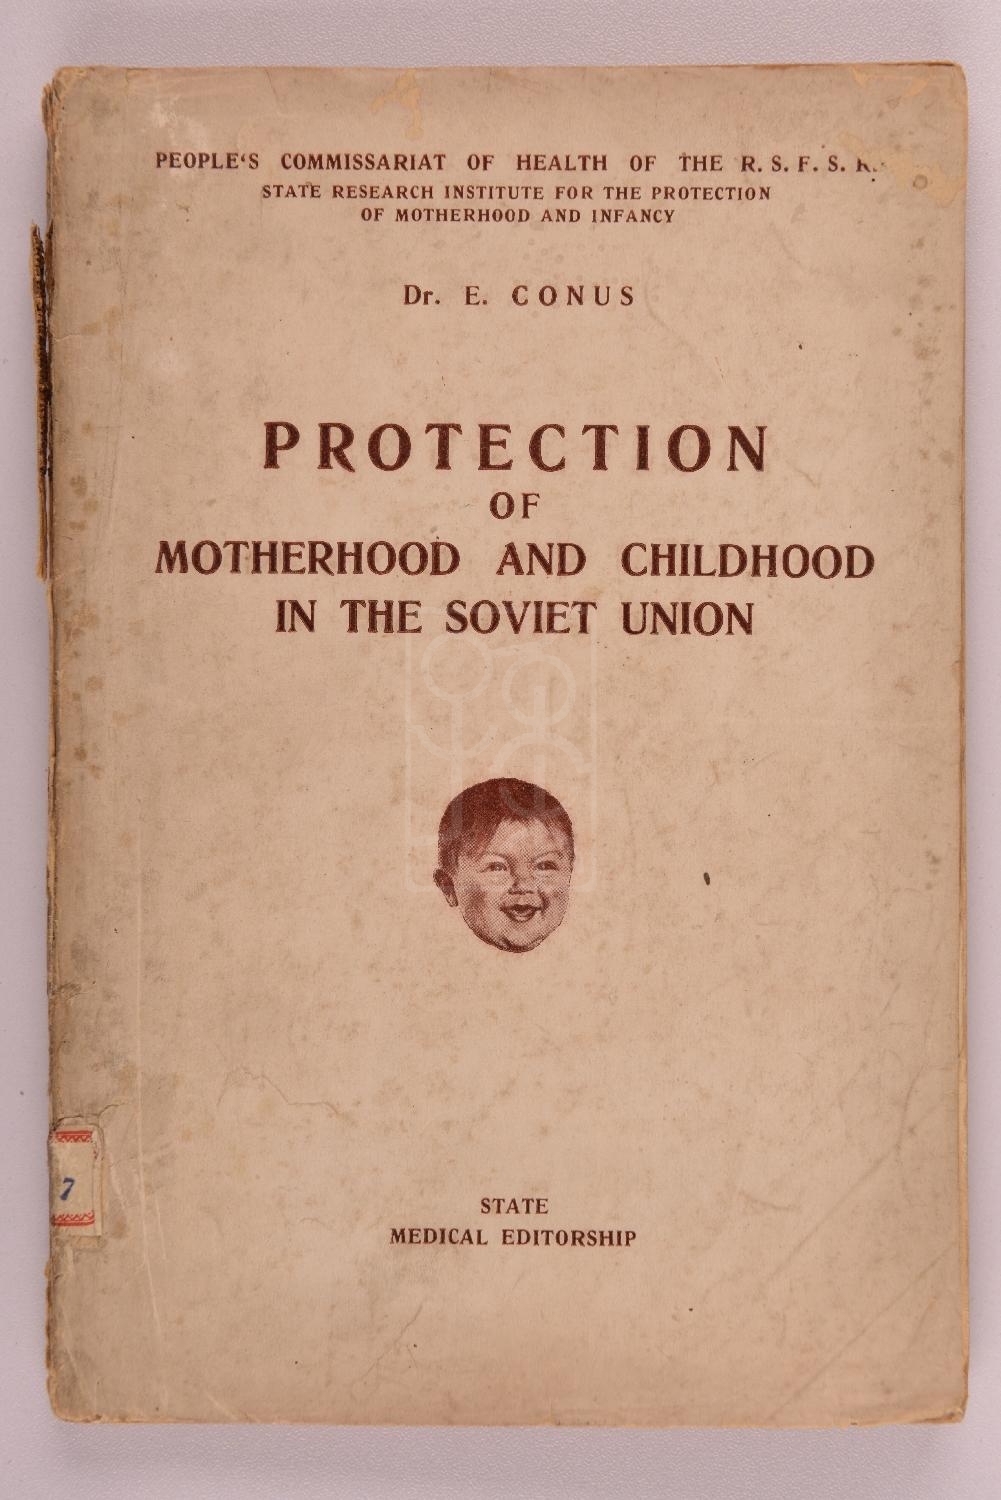 PEOPLE‘S COMMISSARIAT OF HEALTH OF THE R. S. F. S. R.
STATE RESEARCH INSTITUTE FOR THE PROTECTION
OF MOTHERHOOD AND INFANCY
Dr. E. CONUS
PROTECTION
OF
MOTHERHOOD AND CHILDHOOD
IN THE SOVIET UNION
7
STATE
MEDICAL EDITORSHIP